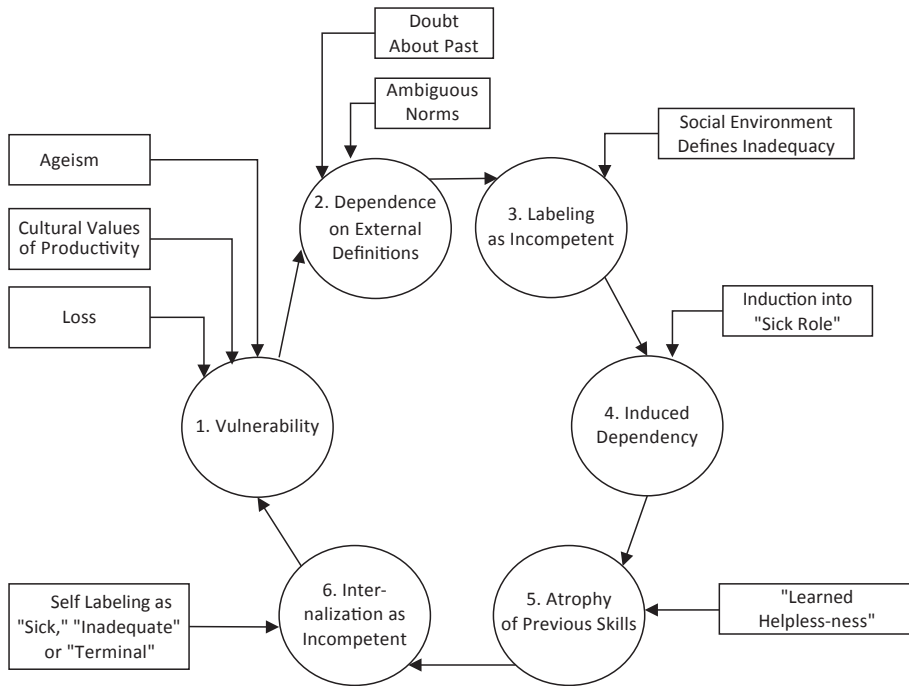 Doubt
About Past
Ambiguous
Norms
Social Environment
Defines Inadequacy
Ageism
2. Dependence
on External
Definitions
3. Labeling
as Incompetent
Cultural Values
of Productivity
Induction into
"Sick Role"
Loss
1. Vulnerability
4. Induced
Dependency
6. Inter-
nalization as
Incompetent
5. Atrophy
of Previous Skills
Self Labeling as
"Sick," "Inadequate"
or "Terminal"
"Learned
Helpless-ness"